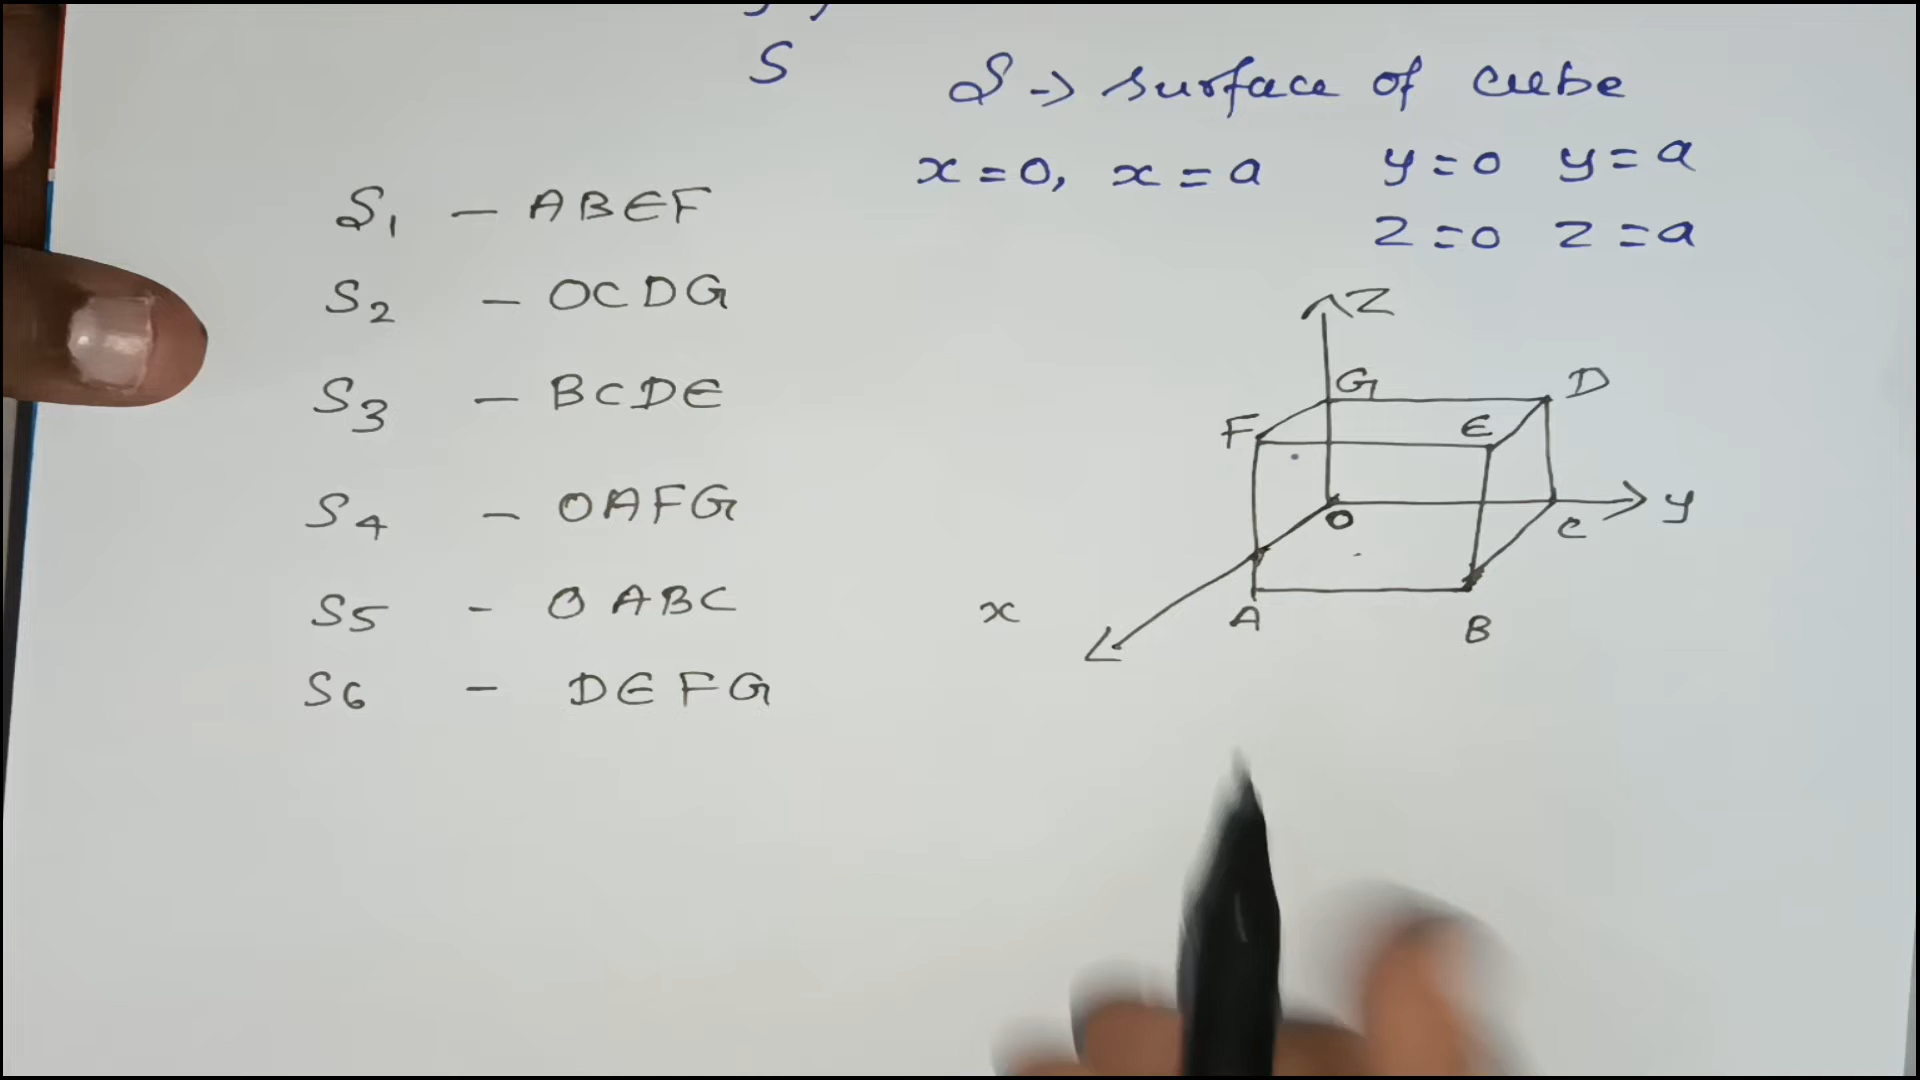 S
S → surface of cube
x = 0, x = a y = 0 y = a
z = 0 z = a
S1 — ABEF
S2 — OCDG
S3 — BCDE
S4 — OAFG
S5 - OABC
S6 - DEFG
Z
G D
F E
O
C y
x
A
B